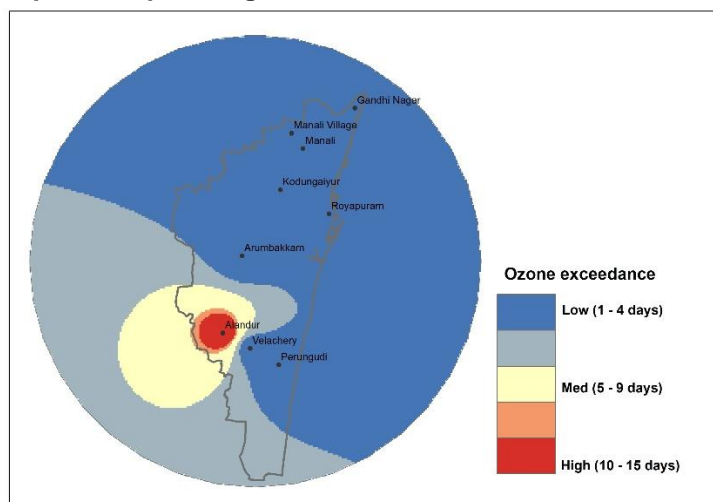 Gandhi Nagar
Manali Village
Manali
Kodungaiyur
Royapuram
Arumbakkam
Alandur
Velachery
Perungudi
Ozone exceedance
Low (1 - 4 days)
Med (5 - 9 days)
High (10 - 15 days)